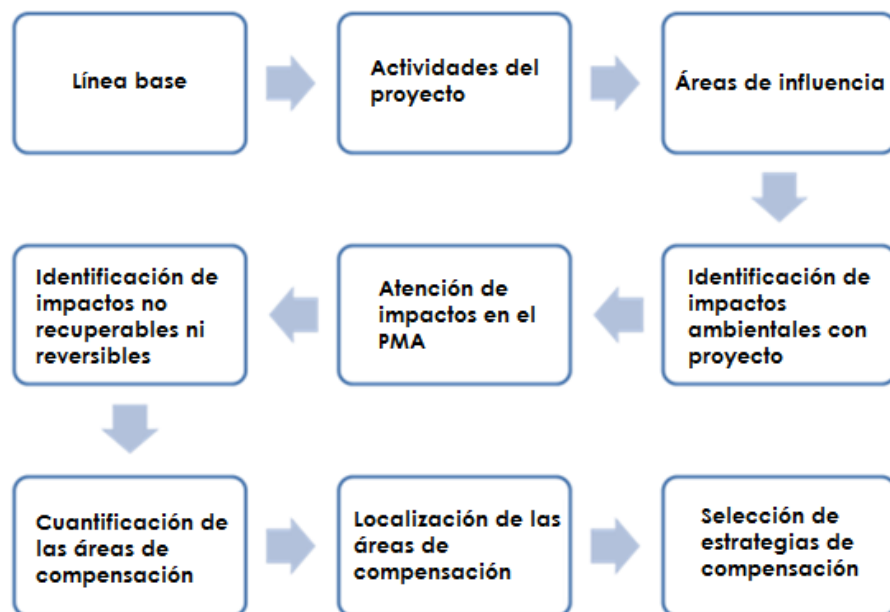 Línea base
Actividades del
proyecto
Áreas de influencia
Identificación de
impactos
ambientales con
proyecto
Atención de
impactos en el
PMA
Identificación de
impactos no
recuperables ni
reversibles
Cuantificación de
las áreas de
compensación
Localización de las
áreas de
compensación
Selección de
estrategias de
compensación